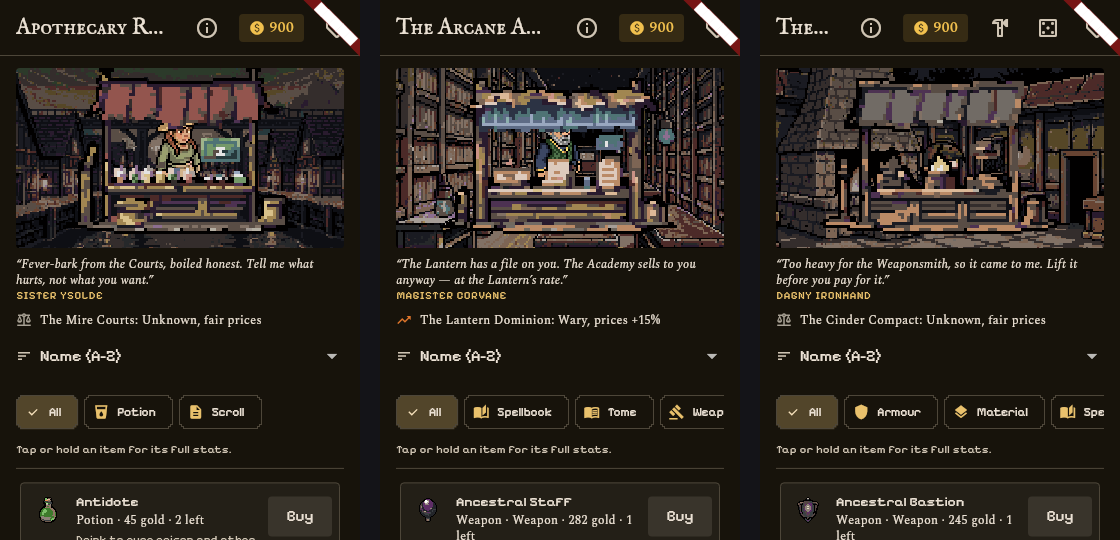 Apothecary R...
900
"Fever-bark from the Courts, boiled honest. Tell me what
hurts, not what you want."
SISTER YSOLDE
The Mire Courts: Unknown, fair prices
Name (A-Z)
All
Potion
Scroll
Tap or hold an item for its full stats.
Antidote
Potion · 45 gold · 2 left
Buy
The Arcane A...
900
"The Lantern has a file on you. The Academy sells to you
anyway — at the Lantern's rate."
MAGISTER CORVANE
The Lantern Dominion: Wary, prices +15%
Name (A-Z)
All
Spellbook
Tome
Weap
Tap or hold an item for its full stats.
Ancestral Staff
Weapon · Weapon · 282 gold · 1
left
Buy
The...
900
"Too heavy for the Weaponsmith, so it came to me. Lift it
before you pay for it."
DAGNY IRONHAND
The Cinder Compact: Unknown, fair prices
Name (A-Z)
All
Armour
Material
Spe
Tap or hold an item for its full stats.
Ancestral Bastion
Weapon · Weapon · 245 gold · 1
left
Buy